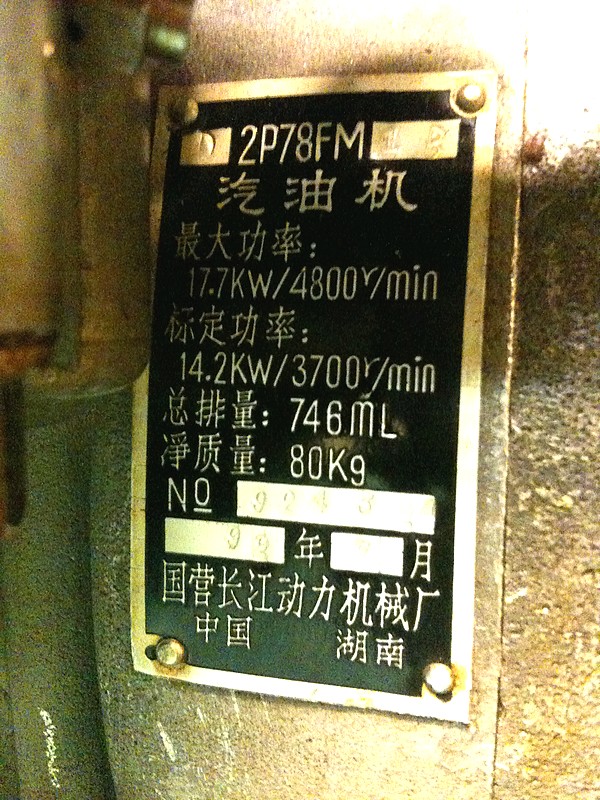 2P78FM
汽油机
最大功率:
17.7KW/4800r/min
标定功率:
14.2KW/3700r/min
总排量: 746mL
净质量: 80Kg
No
年 月
国营长江动力机械厂
中国 湖南